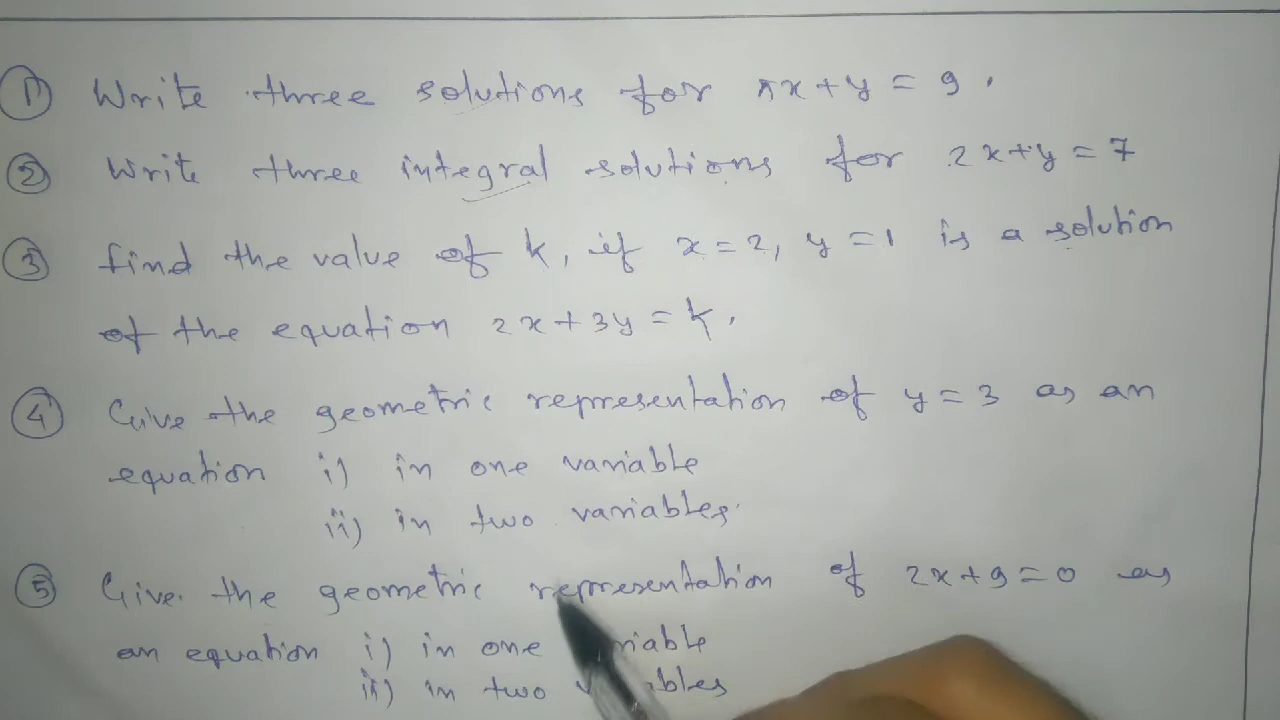 ① Write three solutions for πx + y = 9.
② Write three integral solutions for 2x + y = 7
③ find the value of k, if x = 2, y = 1 is a solution
of the equation 2x + 3y = k.
④ Give the geometric representation of y = 3 as an
equation i) in one variable
ii) in two variables.
⑤ Give the geometric representation of 2x + 9 = 0 as
an equation i) in one variable
ii) in two variables